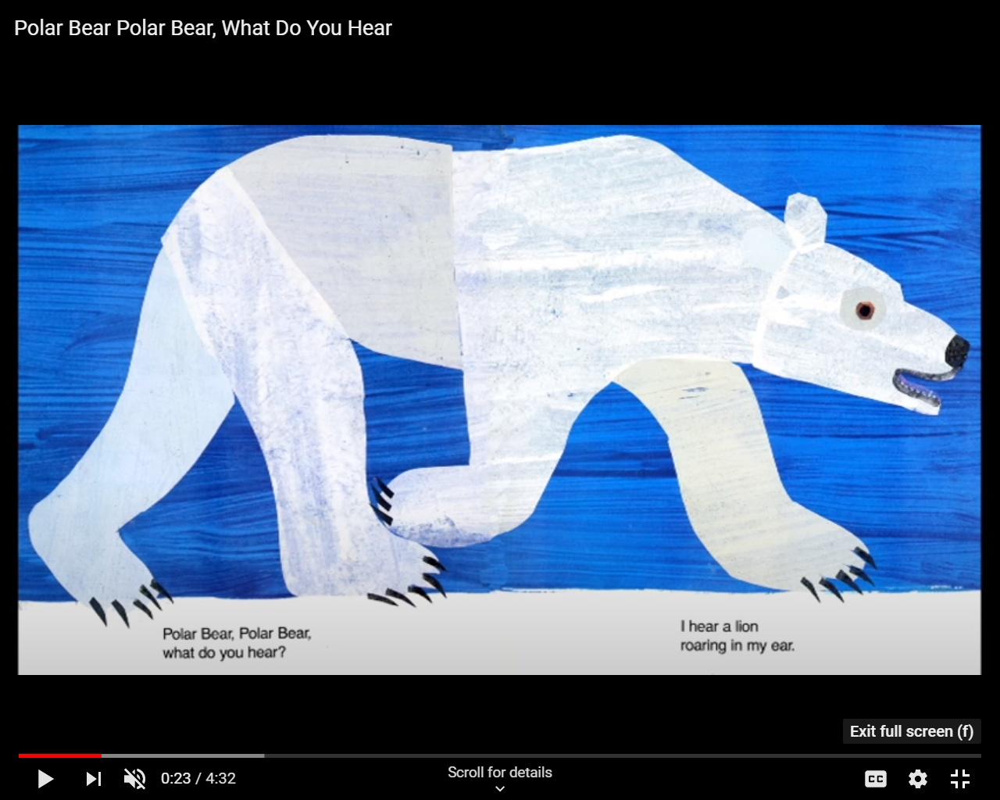 Polar Bear Polar Bear, What Do You Hear
Polar Bear, Polar Bear,
what do you hear?
I hear a lion
roaring in my ear.
Exit full screen (f)
0:23 / 4:32
Scroll for details
CC